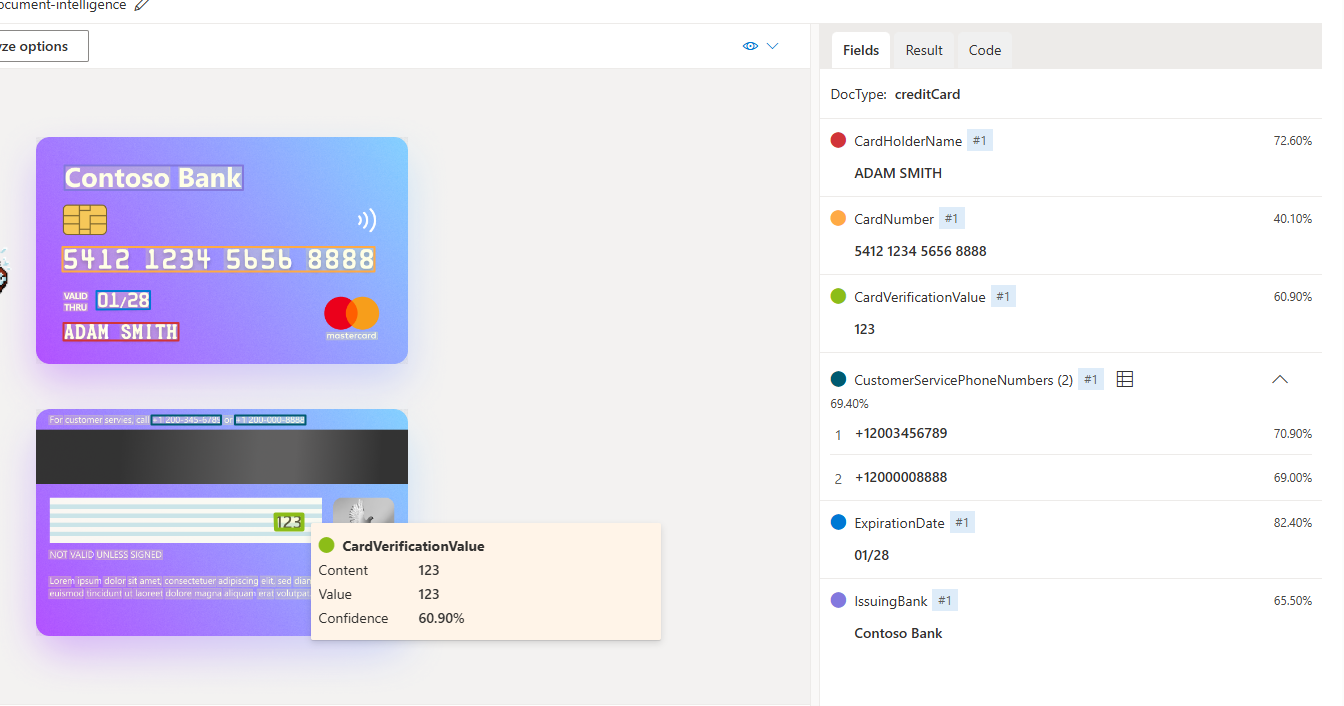 ocument-intelligence
ze options
Fields Result Code
DocType: creditCard
Contoso Bank
5412 1234 5656 8888
VALID
THRU 01/28
ADAM SMITH
mastercard
For customer servies, call +1 200-345-6789 or +1 200-000-8888
123
NOT VALID UNLESS SIGNED
Lorem ipsum dolor sit amet, consectetuer adipiscing elit, sed diam
euismod tincidunt ut laoreet dolore magna aliquam erat volutpat.
CardVerificationValue
Content 123
Value 123
Confidence 60.90%
CardHolderName #1 72.60%
ADAM SMITH
CardNumber #1 40.10%
5412 1234 5656 8888
CardVerificationValue #1 60.90%
123
CustomerServicePhoneNumbers (2) #1
69.40%
1 +12003456789 70.90%
2 +12000008888 69.00%
ExpirationDate #1 82.40%
01/28
IssuingBank #1 65.50%
Contoso Bank